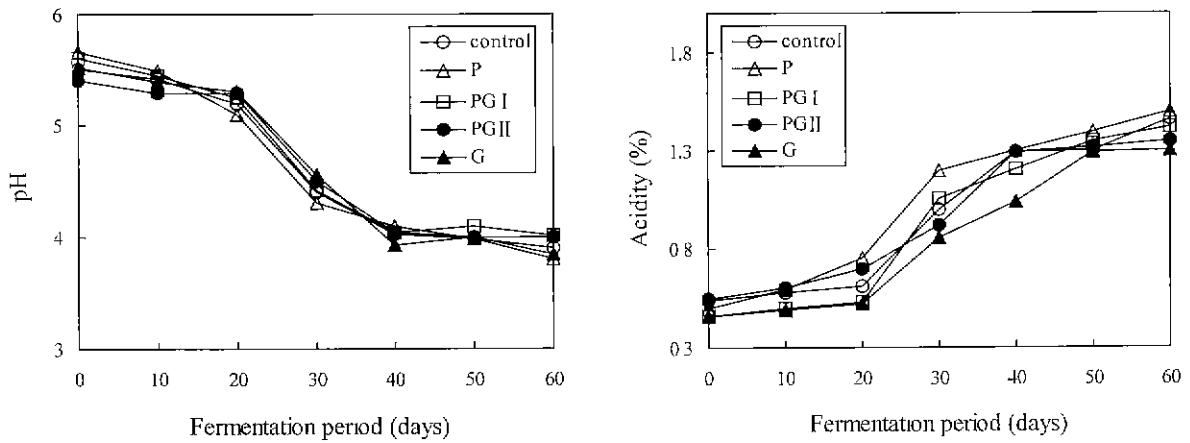 6
5
4
3
pH
control
P
PG I
PG II
G
0 10 20 30 40 50 60
Fermentation period (days)
1.8
1.3
0.8
0.3
Acidity (%)
control
P
PG I
PG II
G
0 10 20 30 40 50 60
Fermentation period (days)